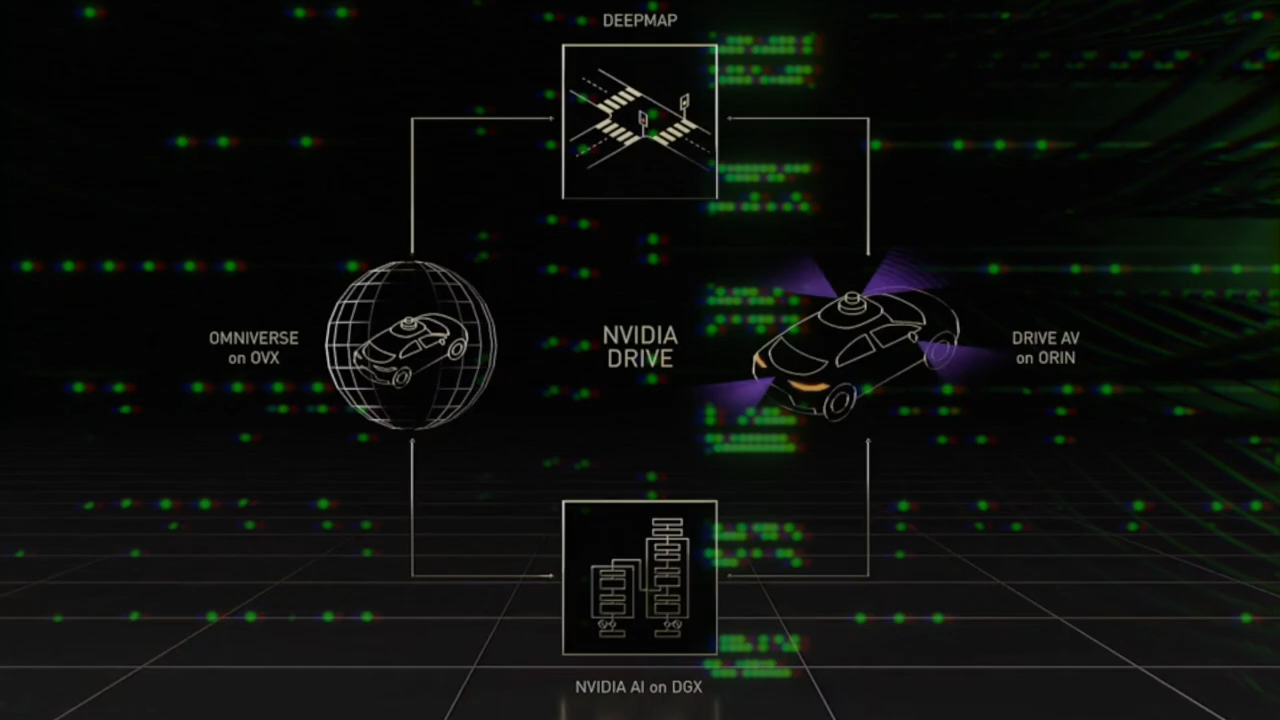 DEEPMAP
OMNIVERSE
on OVX
NVIDIA
DRIVE
DRIVE AV
on ORIN
NVIDIA AI on DGX